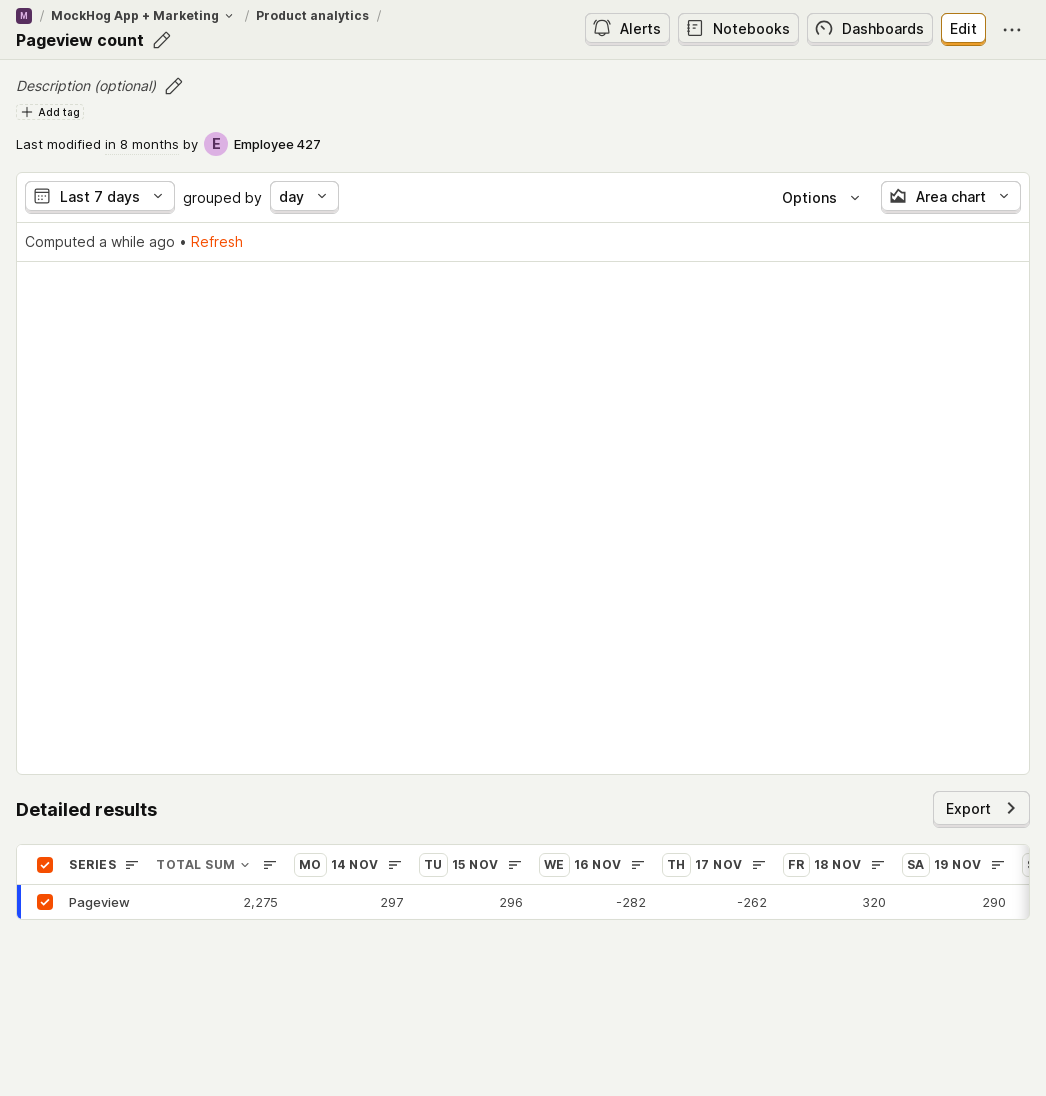 M / MockHog App + Marketing / Product analytics /
Pageview count
Alerts Notebooks Dashboards Edit
Description (optional)
Add tag
Last modified in 8 months by E Employee 427
Last 7 days grouped by day Options Area chart
Computed a while ago • Refresh
Detailed results
Export
SERIES TOTAL SUM MO 14 NOV TU 15 NOV WE 16 NOV TH 17 NOV FR 18 NOV SA 19 NOV
Pageview 2,275 297 296 -282 -262 320 290